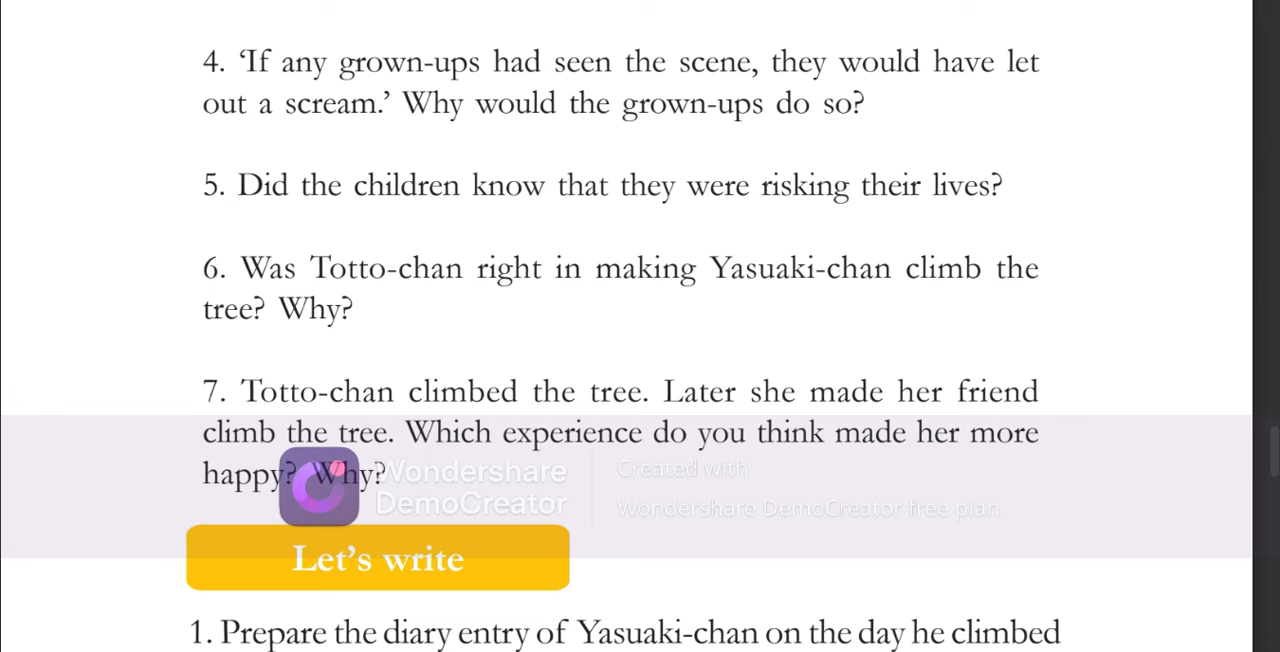 4. ‘If any grown-ups had seen the scene, they would have let
out a scream.’ Why would the grown-ups do so?
5. Did the children know that they were risking their lives?
6. Was Totto-chan right in making Yasuaki-chan climb the
tree? Why?
7. Totto-chan climbed the tree. Later she made her friend
climb the tree. Which experience do you think made her more
happy? Why?
Wondershare
DemoCreator
Created with
Wondershare DemoCreator free plan
Let’s write
1. Prepare the diary entry of Yasuaki-chan on the day he climbed